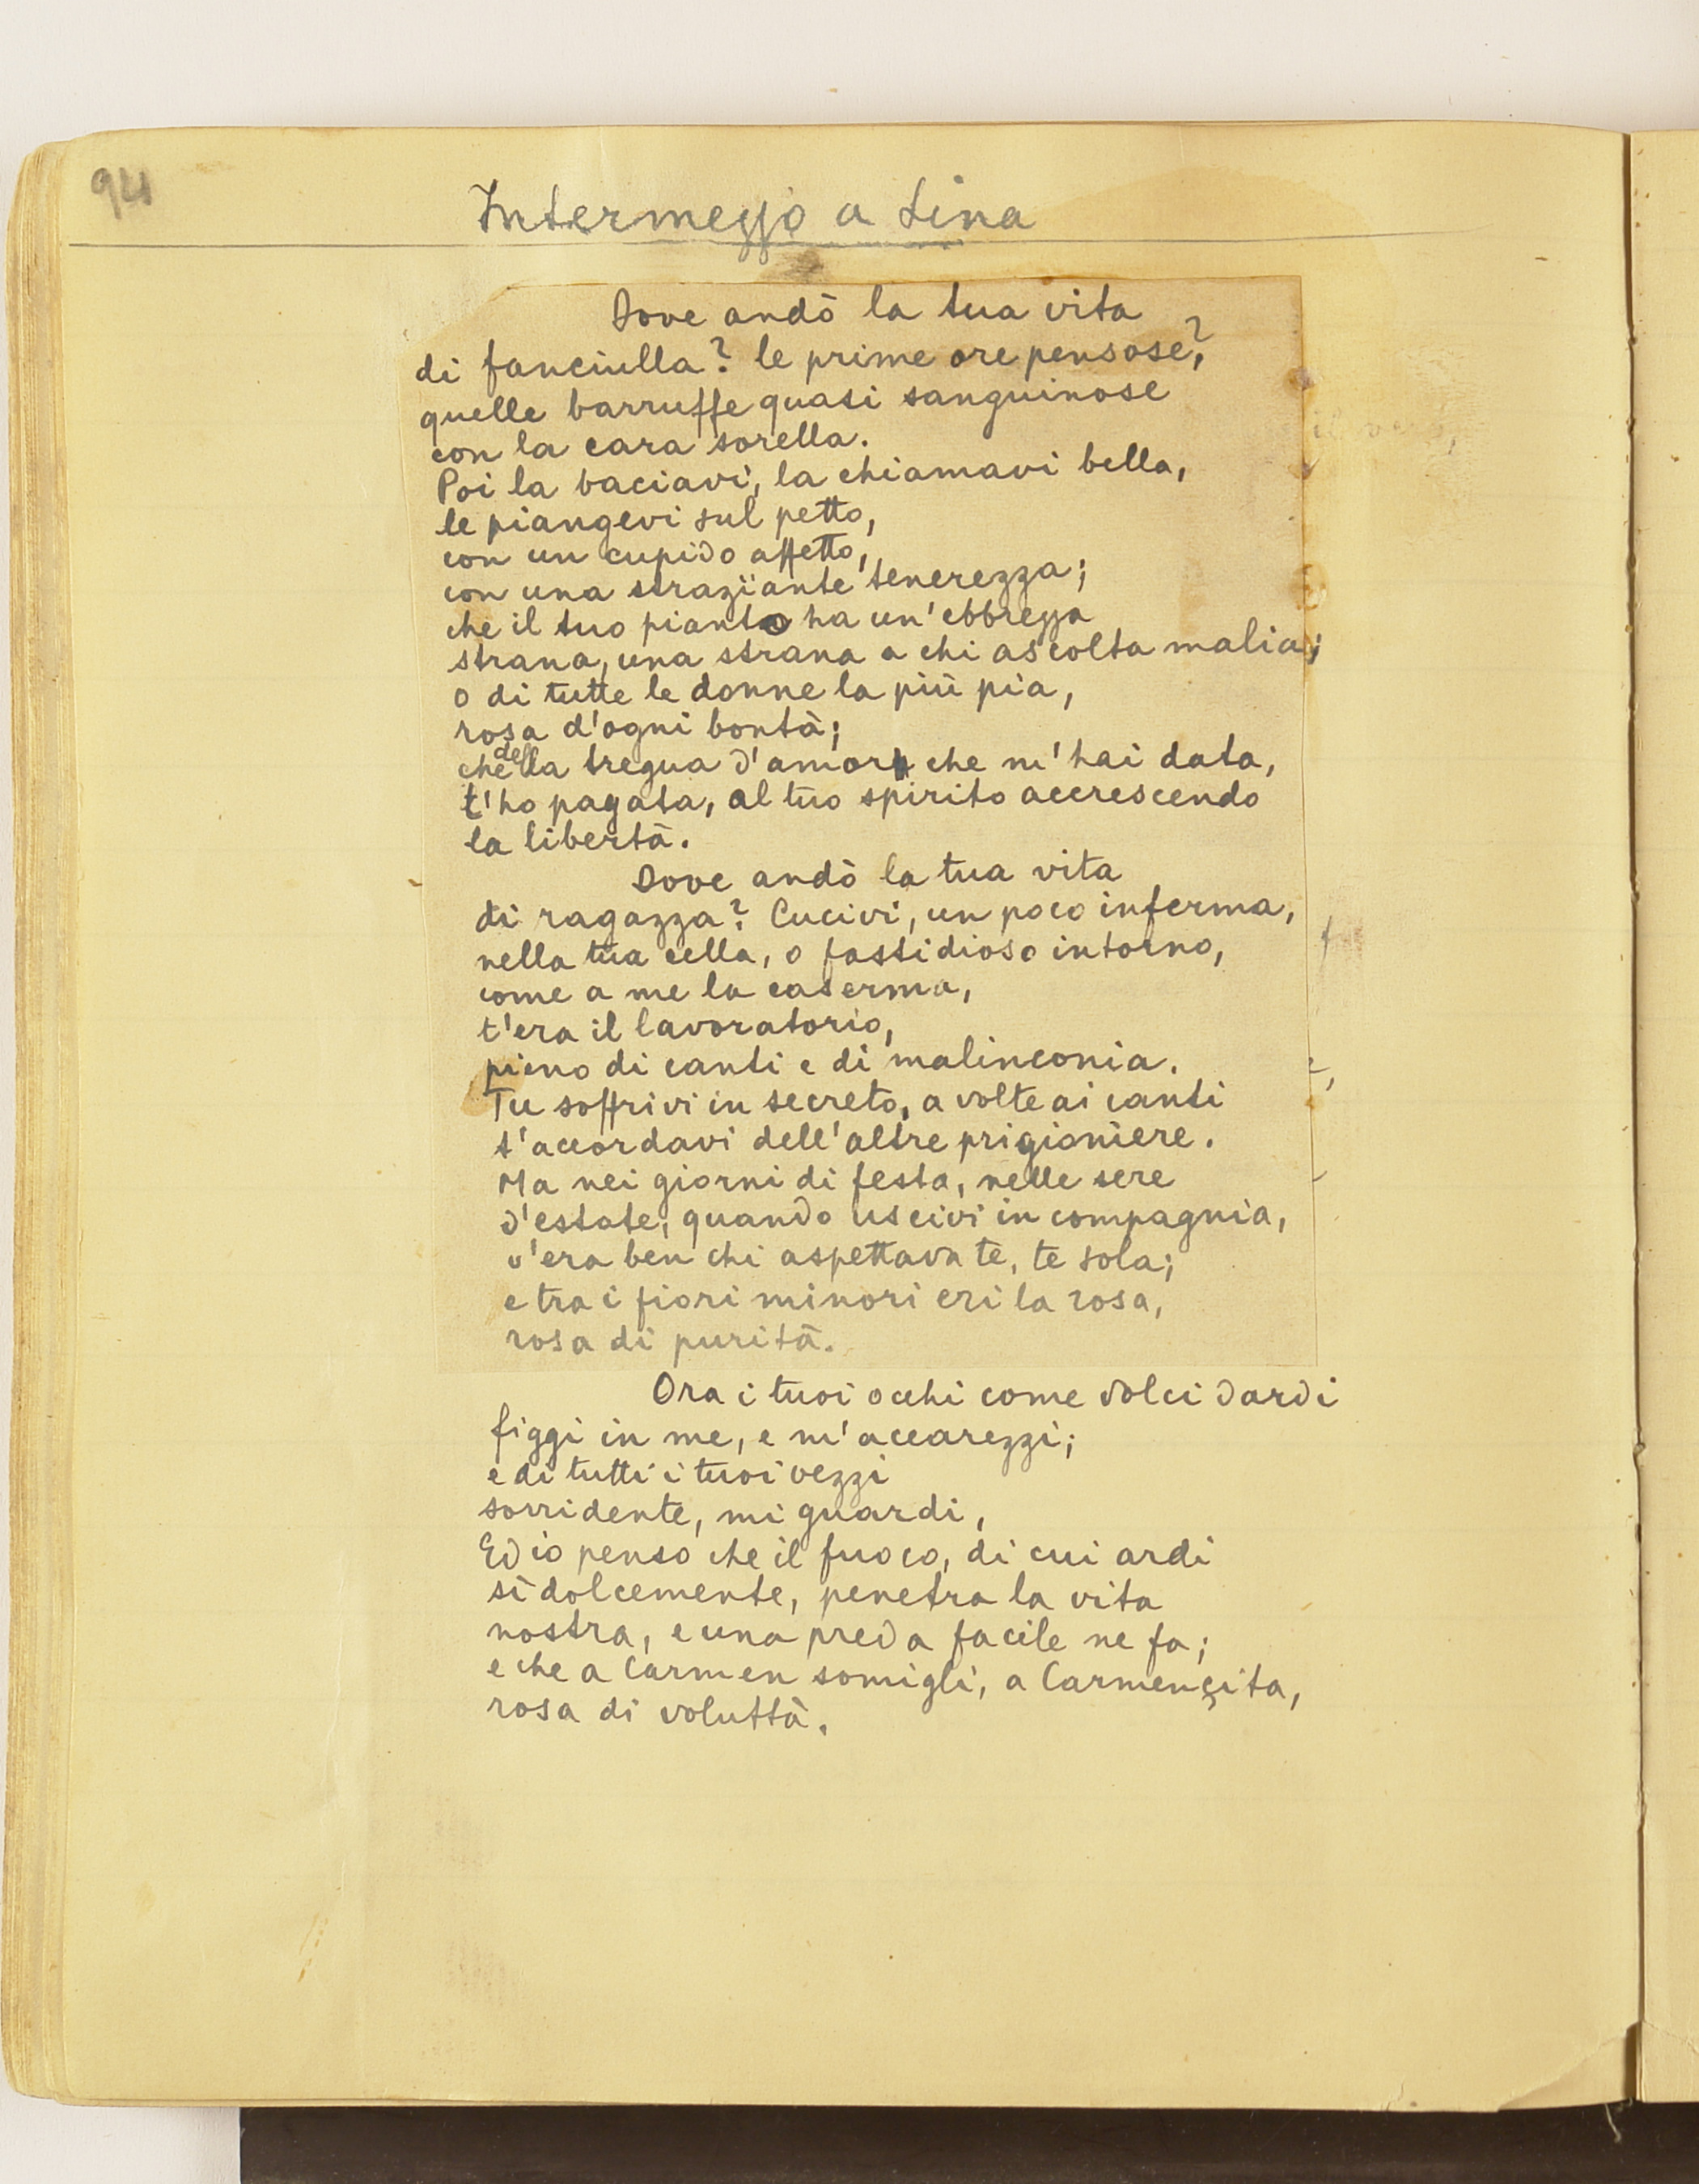 94
Intermezzo a Lina
Dove andò la tua vita
di fanciulla? le prime ore pensose?
quelle barruffe quasi sanguinose
con la cara sorella.
Poi la baciavi, la chiamavi bella,
le piangevi sul petto,
con un cupido affetto,
con una strazïante tenerezza;
che il tuo pianto ha un'ebbrezza
strana, una strana a chi ascolta malia;
o di tutte le donne la più pia,
rosa d'ogni bontà;
che della tregua d'amor che m'hai data,
t'ho pagata, al tuo spirito accrescendo
la libertà.
Dove andò la tua vita
di ragazza? Cucivi, un poco inferma,
nella tua cella, o fastidioso intorno,
come a me la caserma,
t'era il lavoratorio,
pieno di canti e di malinconia.
Tu soffrivi in secreto, a volte ai canti
t'accordavi dell'altre prigioniere.
Ma nei giorni di festa, nelle sere
d'estate, quando uscivi in compagnia,
v'era ben chi aspettava te, te sola;
e tra i fiori minori eri la rosa,
rosa di purità.
Ora i tuoi occhi come dolci dardi
figgi in me, e m'accarezzi;
e di tutti i tuoi vezzi
sorridente, mi guardi,
Ed io penso che il fuoco, di cui ardi
sì dolcemente, penetra la vita
nostra, e una preda facile ne fa;
e che a Carmen somigli, a Carmençita,
rosa di voluttà.